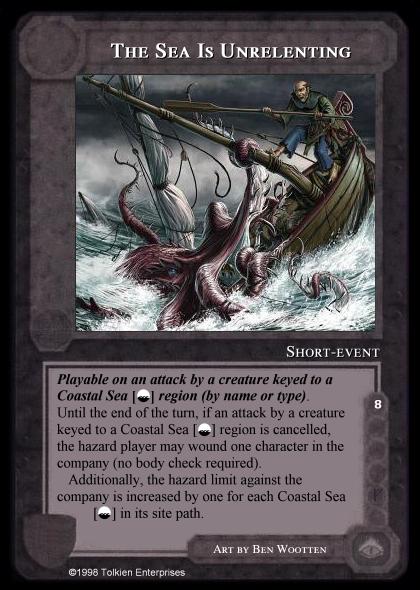 The Sea Is Unrelenting
Short-event
Playable on an attack by a creature keyed to a
Coastal Sea [ ] region (by name or type).
Until the end of the turn, if an attack by a creature
keyed to a Coastal Sea [ ] region is cancelled,
the hazard player may wound one character in the
company (no body check required).
Additionally, the hazard limit against the
company is increased by one for each Coastal Sea
[ ] in its site path.
8
Art by Ben Wootten
©1998 Tolkien Enterprises